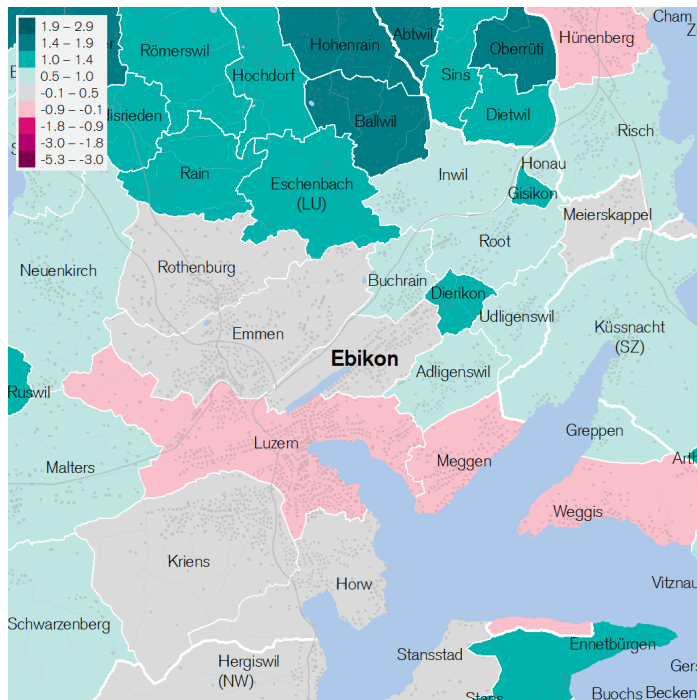 1.9 – 2.9
1.4 – 1.9
1.0 – 1.4
0.5 – 1.0
-0.1 – 0.5
-0.9 – -0.1
-1.8 – -0.9
-3.0 – -1.8
-5.3 – -3.0
Cham
Abtwil
Hünenberg
Hohenrain
Römerswil
Oberrüti
Hochdorf
Sins
Dietwil
Ballwil
Risch
Rain
Inwil
Honau
Eschenbach
(LU)
Gisikon
Meierskappel
Root
Rothenburg
Neuenkirch
Buchrain
Dierikon
Udligenswil
Emmen
Küssnacht
(SZ)
Ebikon
Adligenswil
Ruswil
Greppen
Luzern
Meggen
Malters
Weggis
Kriens
Horw
Schwarzenberg
Ennetbürgen
Stansstad
Hergiswil
(NW)
Buochs